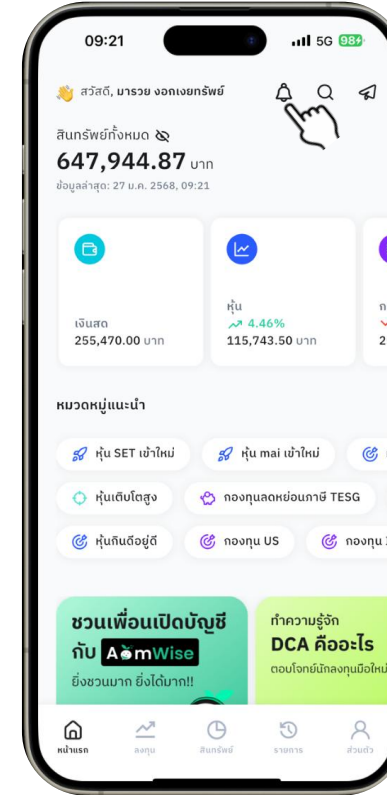 09:21
5G 98
สวัสดี, มารวย งอกเงยทรัพย์
สินทรัพย์ทั้งหมด
647,944.87 บาท
ข้อมูลล่าสุด: 27 ม.ค. 2568, 09:21
เงินสด
255,470.00 บาท
หุ้น
4.46%
115,743.50 บาท
หมวดหมู่แนะนำ
หุ้น SET เข้าใหม่
หุ้น mai เข้าใหม่
หุ้นเติบโตสูง
กองทุนลดหย่อนภาษี TESG
หุ้นกินดีอยู่ดี
กองทุน US
กองทุน
ชวนเพื่อนเปิดบัญชี
กับ AomWise
ยิ่งชวนมาก ยิ่งได้มาก!!
ทำความรู้จัก
DCA คืออะไร
ตอบโจทย์นักลงทุนมือใหม่
หน้าแรก
ลงทุน
สินทรัพย์
รายการ
ส่วนตัว